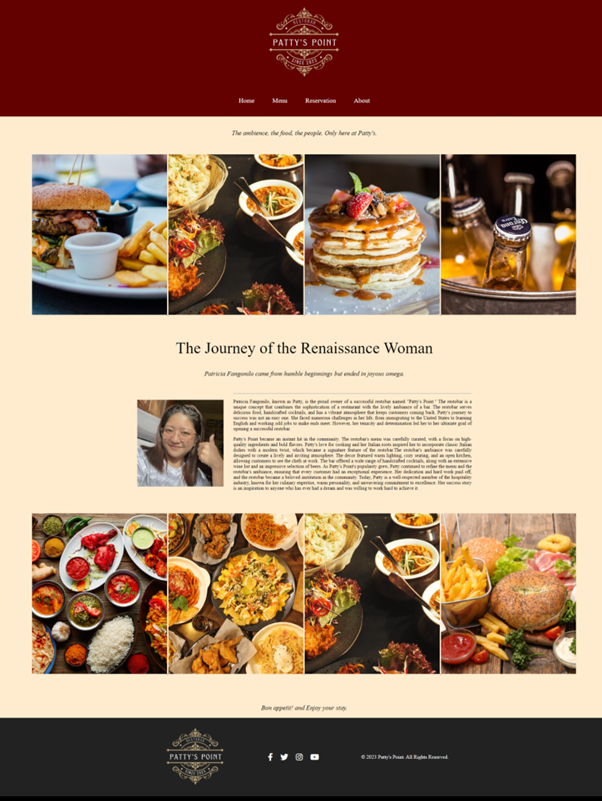 RESTOBAR
PATTY'S POINT
SINCE 2023
Home Menu Reservation About
The ambience, the food, the people. Only here at Patty's.
Corona
The Journey of the Renaissance Woman
Patricia Fangonilo came from humble beginnings but ended in joyous omega.
Patricia Fangonilo, known as Patty, is the proud owner of a successful restobar named "Patty's Point." The restobar is a
unique concept that combines the sophistication of a restaurant with the lively ambiance of a bar. The restobar serves
delicious food, handcrafted cocktails, and has a vibrant atmosphere that keeps customers coming back. Patty's journey to
success was not an easy one. She faced numerous challenges in her life, from immigrating to the United States to learning
English and working odd jobs to make ends meet. However, her tenacity and determination led her to her ultimate goal of
opening a successful restobar.
Patty's Point became an instant hit in the community. The restobar's menu was carefully curated, with a focus on high-
quality ingredients and bold flavors. Patty's love for cooking and her Italian roots inspired her to incorporate classic Italian
dishes with a modern twist, which became a signature feature of the restobar.The restobar's ambiance was carefully
designed to create a lively and inviting atmosphere. The decor featured warm lighting, cozy seating, and an open kitchen,
allowing customers to see the chefs at work. The bar offered a wide range of handcrafted cocktails, along with an extensive
wine list and an impressive selection of beers. As Patty's Point's popularity grew, Patty continued to refine the menu and the
restobar's ambiance, ensuring that every customer had an exceptional experience. Her dedication and hard work paid off,
and the restobar became a beloved institution in the community. Today, Patty is a well-respected member of the hospitality
industry, known for her culinary expertise, warm personality, and unwavering commitment to excellence. Her success story
is an inspiration to anyone who has ever had a dream and was willing to work hard to achieve it.
Bon appetit! and Enjoy your stay.
RESTOBAR
PATTY'S POINT
SINCE 2023
© 2023 Patty's Point. All Rights Reserved.